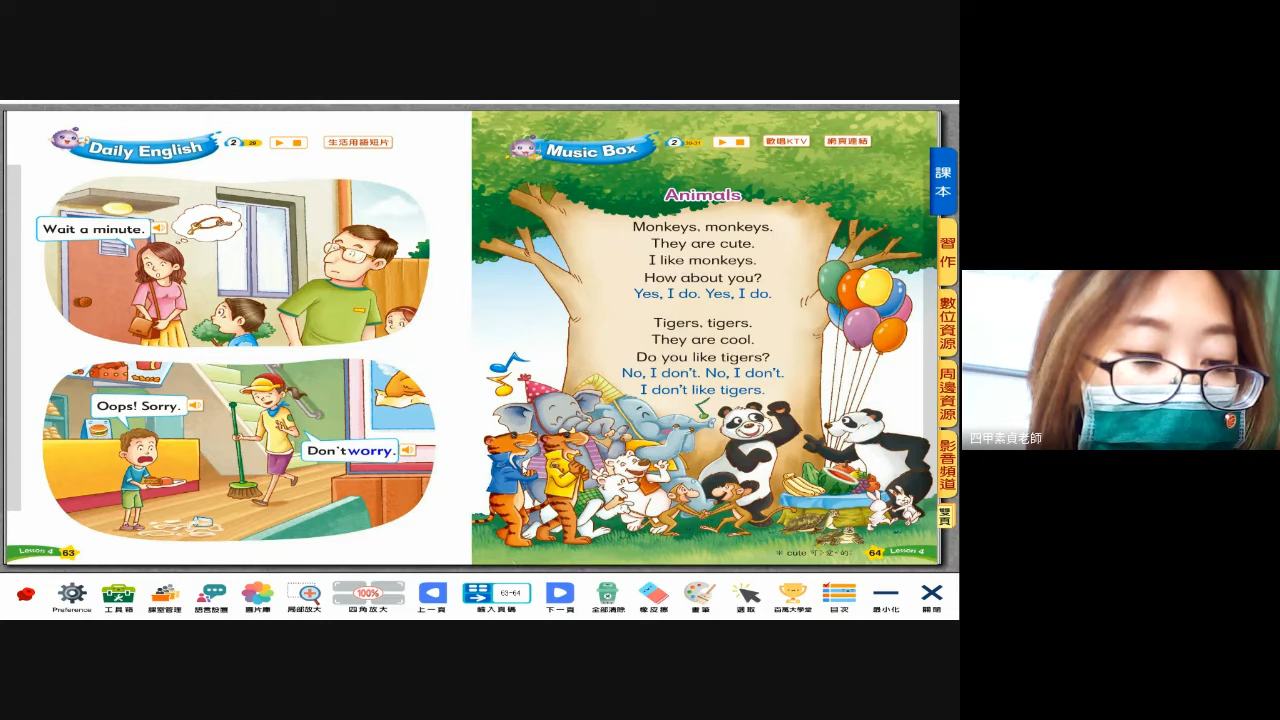 Daily English
2
生活用語短片
Wait a minute.
Oops! Sorry.
Don't worry.
Lesson 4 63
Music Box
2 30-31
歡唱KTV
網頁連結
Animals
Monkeys, monkeys.
They are cute.
I like monkeys.
How about you?
Yes, I do. Yes, I do.
Tigers, tigers.
They are cool.
Do you like tigers?
No, I don't. No, I don't.
I don't like tigers.
64 Lesson 4
課本
習作
數位資源
周邊資源
影音頻道
雙頁
四甲素貞老師
100%
63-64
Preference
工具箱
課室管理
語言設置
圖片庫
局部放大
四角放大
上一頁
輸入頁碼
下一頁
全部清除
橡皮擦
畫筆
選取
百萬大學堂
目次
最小化
關閉